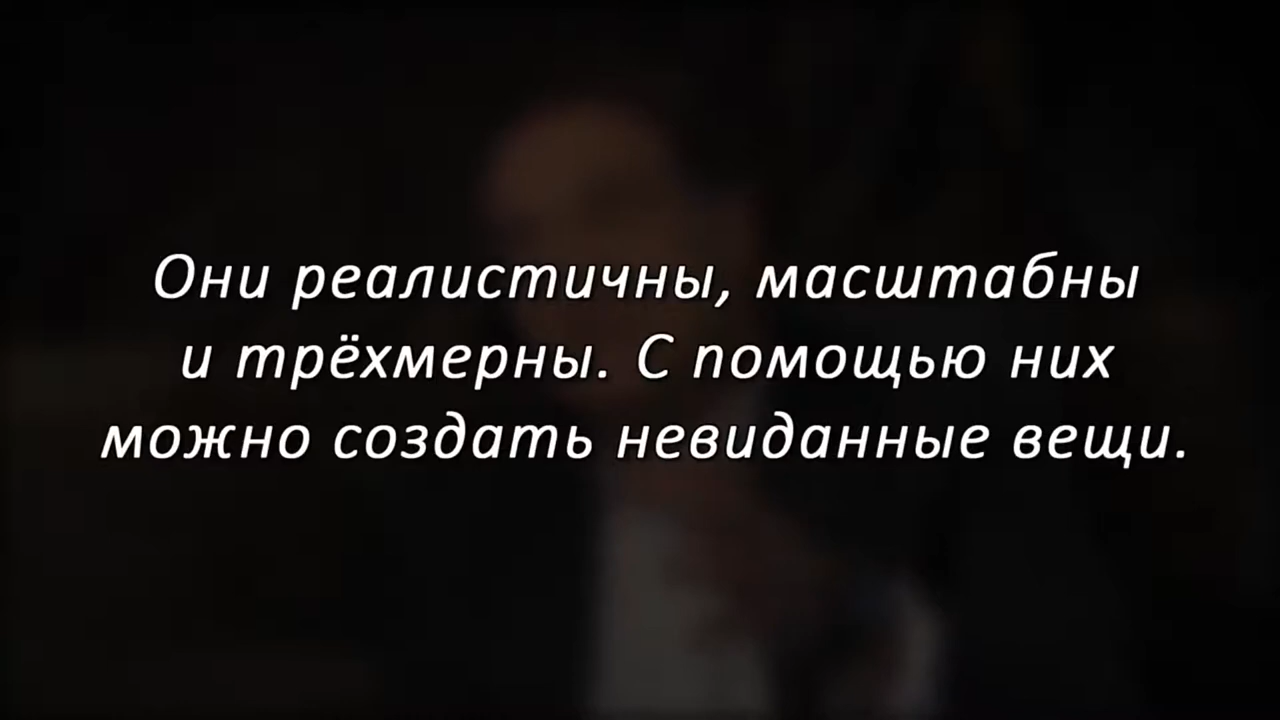 Они реалистичны, масштабны
и трёхмерны. С помощью них
можно создать невиданные вещи.